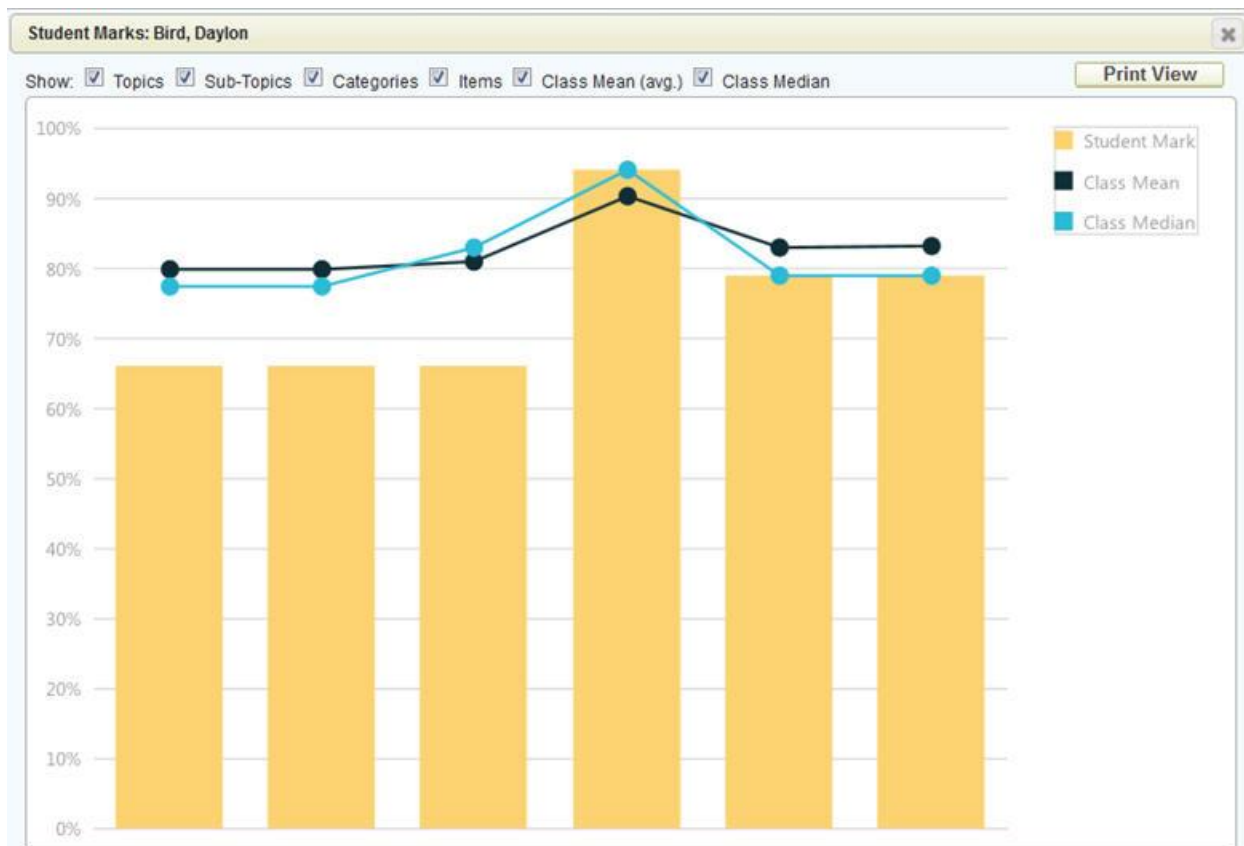 Student Marks: Bird, Daylon
Show: Topics Sub-Topics Categories Items Class Mean (avg.) Class Median
Print View
100%
90%
80%
70%
60%
50%
40%
30%
20%
10%
0%
Student Mark
Class Mean
Class Median